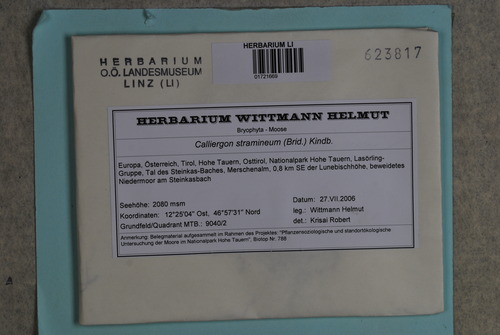 HERBARIUM
O.Ö. LANDESMUSEUM
LINZ (LI)
HERBARIUM LI
01721669
623817
HERBARIUM WITTMANN HELMUT
Bryophyta - Moose
Calliergon stramineum (Brid.) Kindb.
Europa, Österreich, Tirol, Hohe Tauern, Osttirol, Nationalpark Hohe Tauern, Lasörling-
Gruppe, Tal des Steinkas-Baches, Merschenalm, 0,8 km SE der Lunebischhöhe, beweidetes
Niedermoor am Steinkasbach
Seehöhe: 2080 msm
Datum: 27.VII.2006
Koordinaten: 12°25'04" Ost, 46°57'31" Nord
leg.: Wittmann Helmut
Grundfeld/Quadrant MTB.: 9040/2
det.: Krisai Robert
Anmerkung: Belegmaterial aufgesammelt im Rahmen des Projektes: "Pflanzensoziologische und standortökologische
Untersuchung der Moore im Nationalpark Hohe Tauern". Biotop Nr. 788